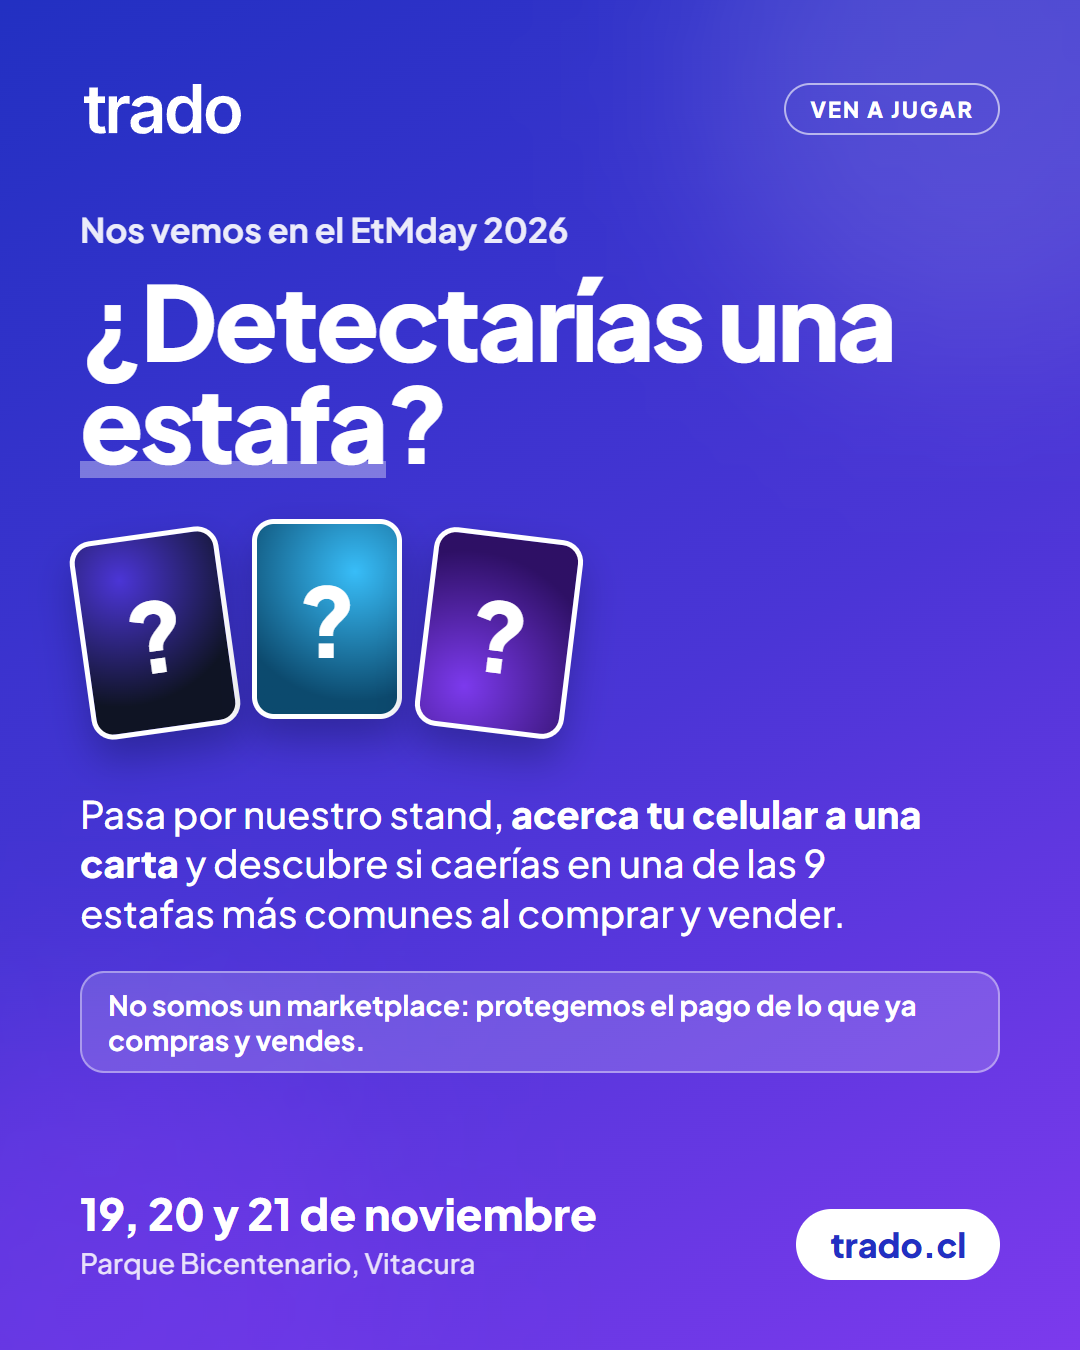 trado
VEN A JUGAR
Nos vemos en el EtMday 2026
¿Detectarías una
estafa?
? ? ?
Pasa por nuestro stand, acerca tu celular a una
carta y descubre si caerías en una de las 9
estafas más comunes al comprar y vender.
No somos un marketplace: protegemos el pago de lo que ya
compras y vendes.
19, 20 y 21 de noviembre
Parque Bicentenario, Vitacura
trado.cl